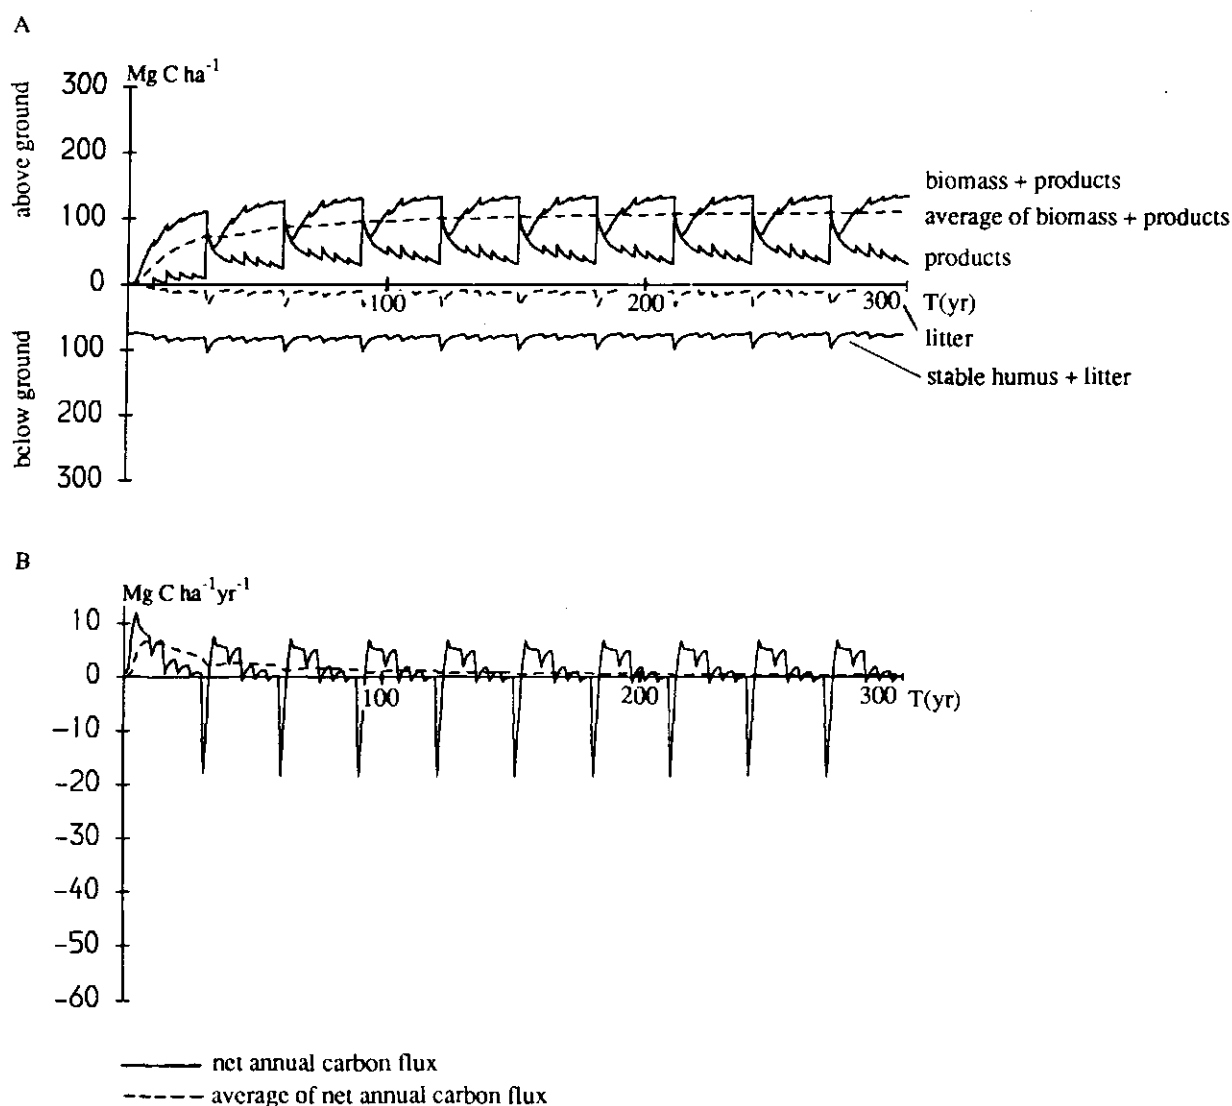 A
Mg C ha⁻¹
above ground
300
200
100
0
biomass + products
average of biomass + products
products
100
200
300
T(yr)
litter
stable humus + litter
below ground
100
200
300
B
Mg C ha⁻¹yr⁻¹
10
0
-10
-20
-30
-40
-50
-60
100
200
300
T(yr)
net annual carbon flux
average of net annual carbon flux